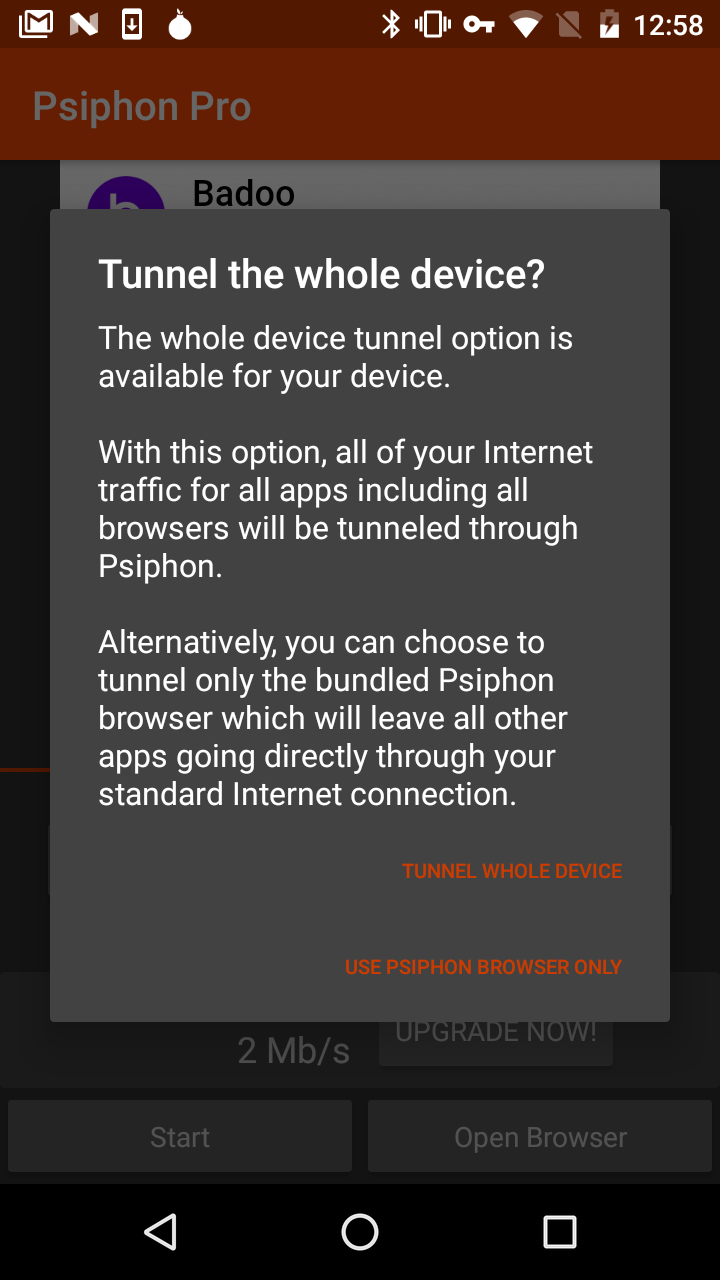 12:58
Psiphon Pro
Badoo
Tunnel the whole device?
The whole device tunnel option is
available for your device.
With this option, all of your Internet
traffic for all apps including all
browsers will be tunneled through
Psiphon.
Alternatively, you can choose to
tunnel only the bundled Psiphon
browser which will leave all other
apps going directly through your
standard Internet connection.
TUNNEL WHOLE DEVICE
USE PSIPHON BROWSER ONLY
2 Mb/s
UPGRADE NOW!
Start
Open Browser